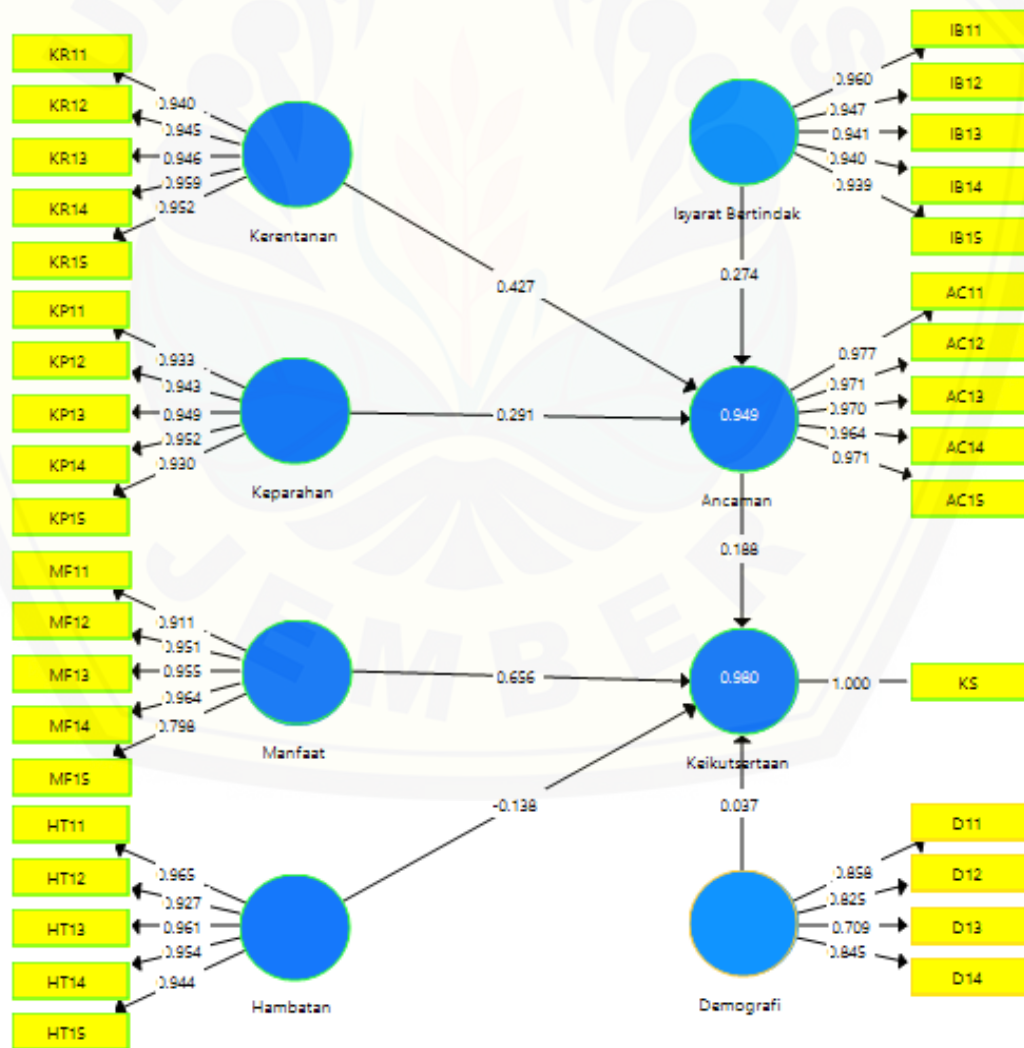 KR11
KR12
KR13
KR14
KR15
0.940
0.945
0.946
0.959
0.952
Kerentanan
KP11
KP12
KP13
KP14
KP15
0.933
0.943
0.949
0.952
0.930
Keparahan
MF11
MF12
MF13
MF14
MF15
0.911
0.951
0.955
0.964
0.798
Manfaat
HT11
HT12
HT13
HT14
HT15
0.965
0.927
0.961
0.954
0.944
Hambatan
0.427
0.291
0.656
-0.138
Isyarat Bertindak
0.960
0.947
0.941
0.940
0.939
IB11
IB12
IB13
IB14
IB15
0.274
0.949
Ancaman
0.977
0.971
0.970
0.964
0.971
AC11
AC12
AC13
AC14
AC15
0.188
0.980
Keikutsertaan
1.000
KS
0.037
Demografi
0.858
0.825
0.709
0.845
D11
D12
D13
D14
JEMBER